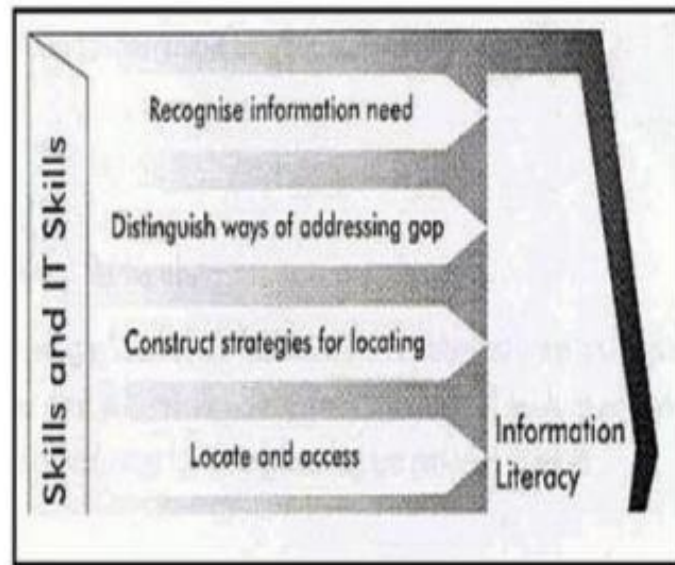 Skills and IT Skills
Recognise information need
Distinguish ways of addressing gap
Construct strategies for locating
Locate and access
Information
Literacy